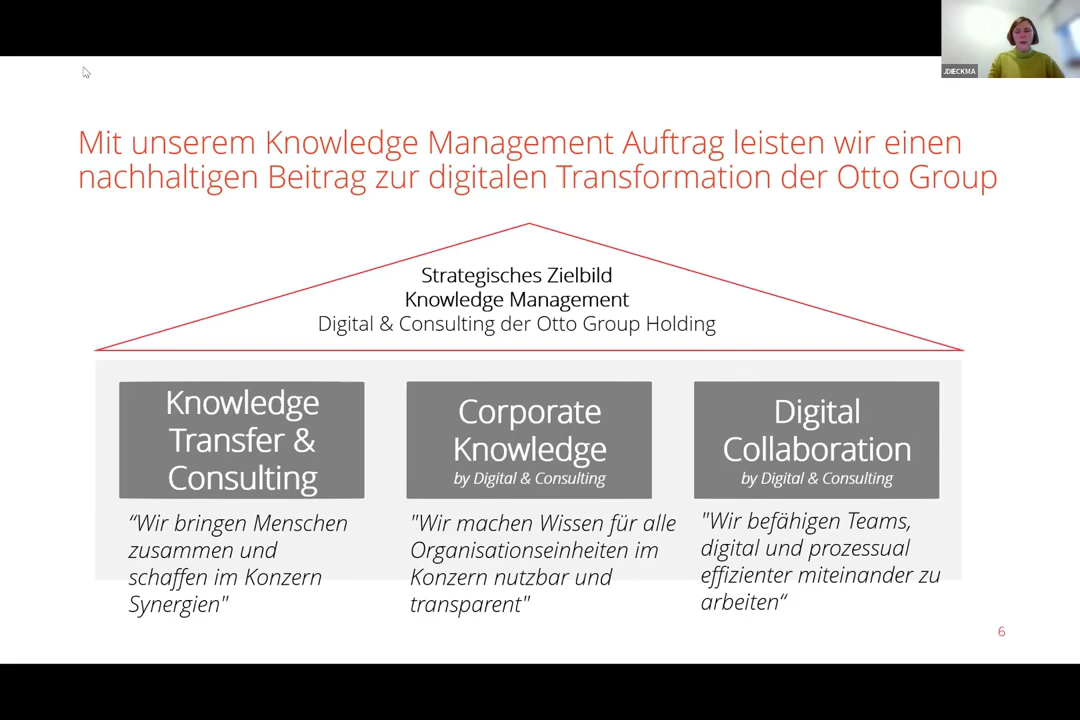 JDIECKMA
Mit unserem Knowledge Management Auftrag leisten wir einen
nachhaltigen Beitrag zur digitalen Transformation der Otto Group
Strategisches Zielbild
Knowledge Management
Digital & Consulting der Otto Group Holding
Knowledge
Transfer &
Consulting
“Wir bringen Menschen
zusammen und
schaffen im Konzern
Synergien"
Corporate
Knowledge
by Digital & Consulting
"Wir machen Wissen für alle
Organisationseinheiten im
Konzern nutzbar und
transparent"
Digital
Collaboration
by Digital & Consulting
"Wir befähigen Teams,
digital und prozessual
effizienter miteinander zu
arbeiten“
6